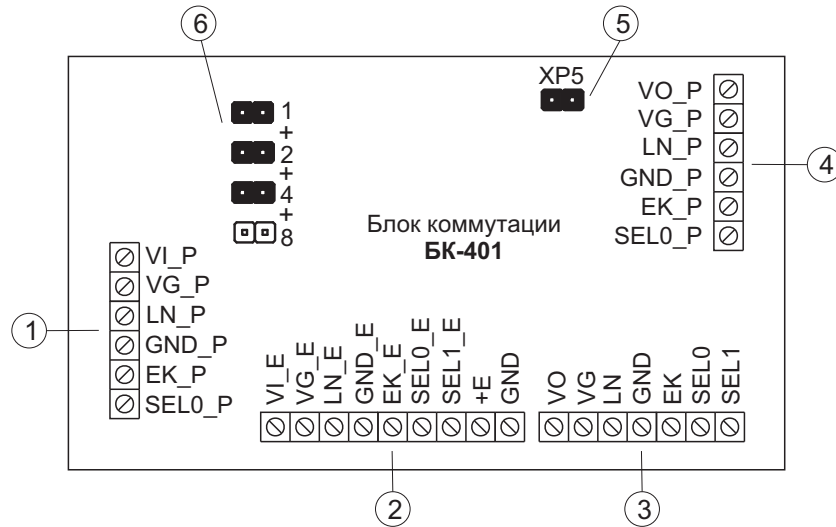 6
5
XP5
1
+
2
+
4
+
8
VO_P
VG_P
LN_P
GND_P
EK_P
SEL0_P
4
Блок коммутации
БК-401
VI_P
VG_P
LN_P
GND_P
EK_P
SEL0_P
1
VI_E
VG_E
LN_E
GND_E
EK_E
SEL0_E
SEL1_E
+E
GND
VO
VG
LN
GND
EK
SEL0
SEL1
2
3